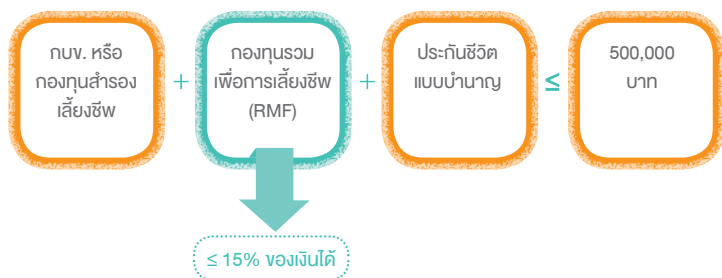 กบข. หรือ
กองทุนสำรอง
เลี้ยงชีพ
+
กองทุนรวม
เพื่อการเลี้ยงชีพ
(RMF)
+
ประกันชีวิต
แบบบำนาญ
≤
500,000
บาท
≤ 15% ของเงินได้